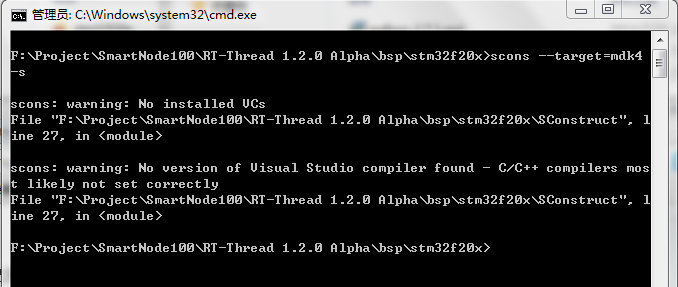 管理员: C:\Windows\system32\cmd.exe
F:\Project\SmartNode100\RT-Thread 1.2.0 Alpha\bsp\stm32f20x>scons --target=mdk4
-s
scons: warning: No installed VCs
File "F:\Project\SmartNode100\RT-Thread 1.2.0 Alpha\bsp\stm32f20x\SConstruct", l
ine 27, in <module>
scons: warning: No version of Visual Studio compiler found - C/C++ compilers mos
t likely not set correctly
File "F:\Project\SmartNode100\RT-Thread 1.2.0 Alpha\bsp\stm32f20x\SConstruct", l
ine 27, in <module>
F:\Project\SmartNode100\RT-Thread 1.2.0 Alpha\bsp\stm32f20x>